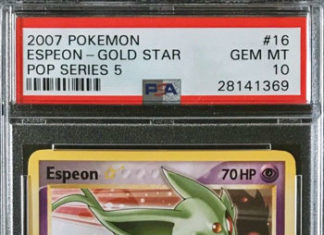 2007 POKEMON #16
ESPEON - GOLD STAR GEM MT
POP SERIES 5 10
PSA 28141369
Espeon 70 HP